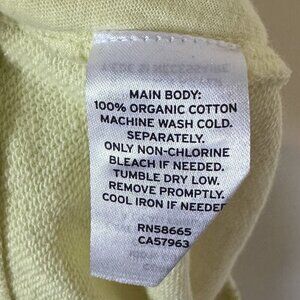 MAIN BODY:
100% ORGANIC COTTON
MACHINE WASH COLD.
SEPARATELY.
ONLY NON-CHLORINE
BLEACH IF NEEDED.
TUMBLE DRY LOW.
REMOVE PROMPTLY.
COOL IRON IF NEEDED
RN58665
CA57963